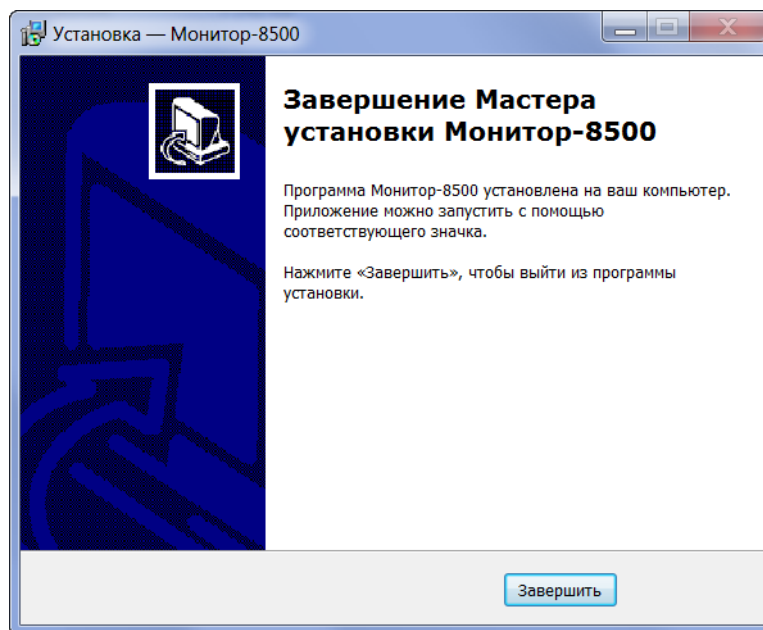 Установка — Монитор-8500
Завершение Мастера
установки Монитор-8500
Программа Монитор-8500 установлена на ваш компьютер.
Приложение можно запустить с помощью
соответствующего значка.
Нажмите «Завершить», чтобы выйти из программы
установки.
Завершить